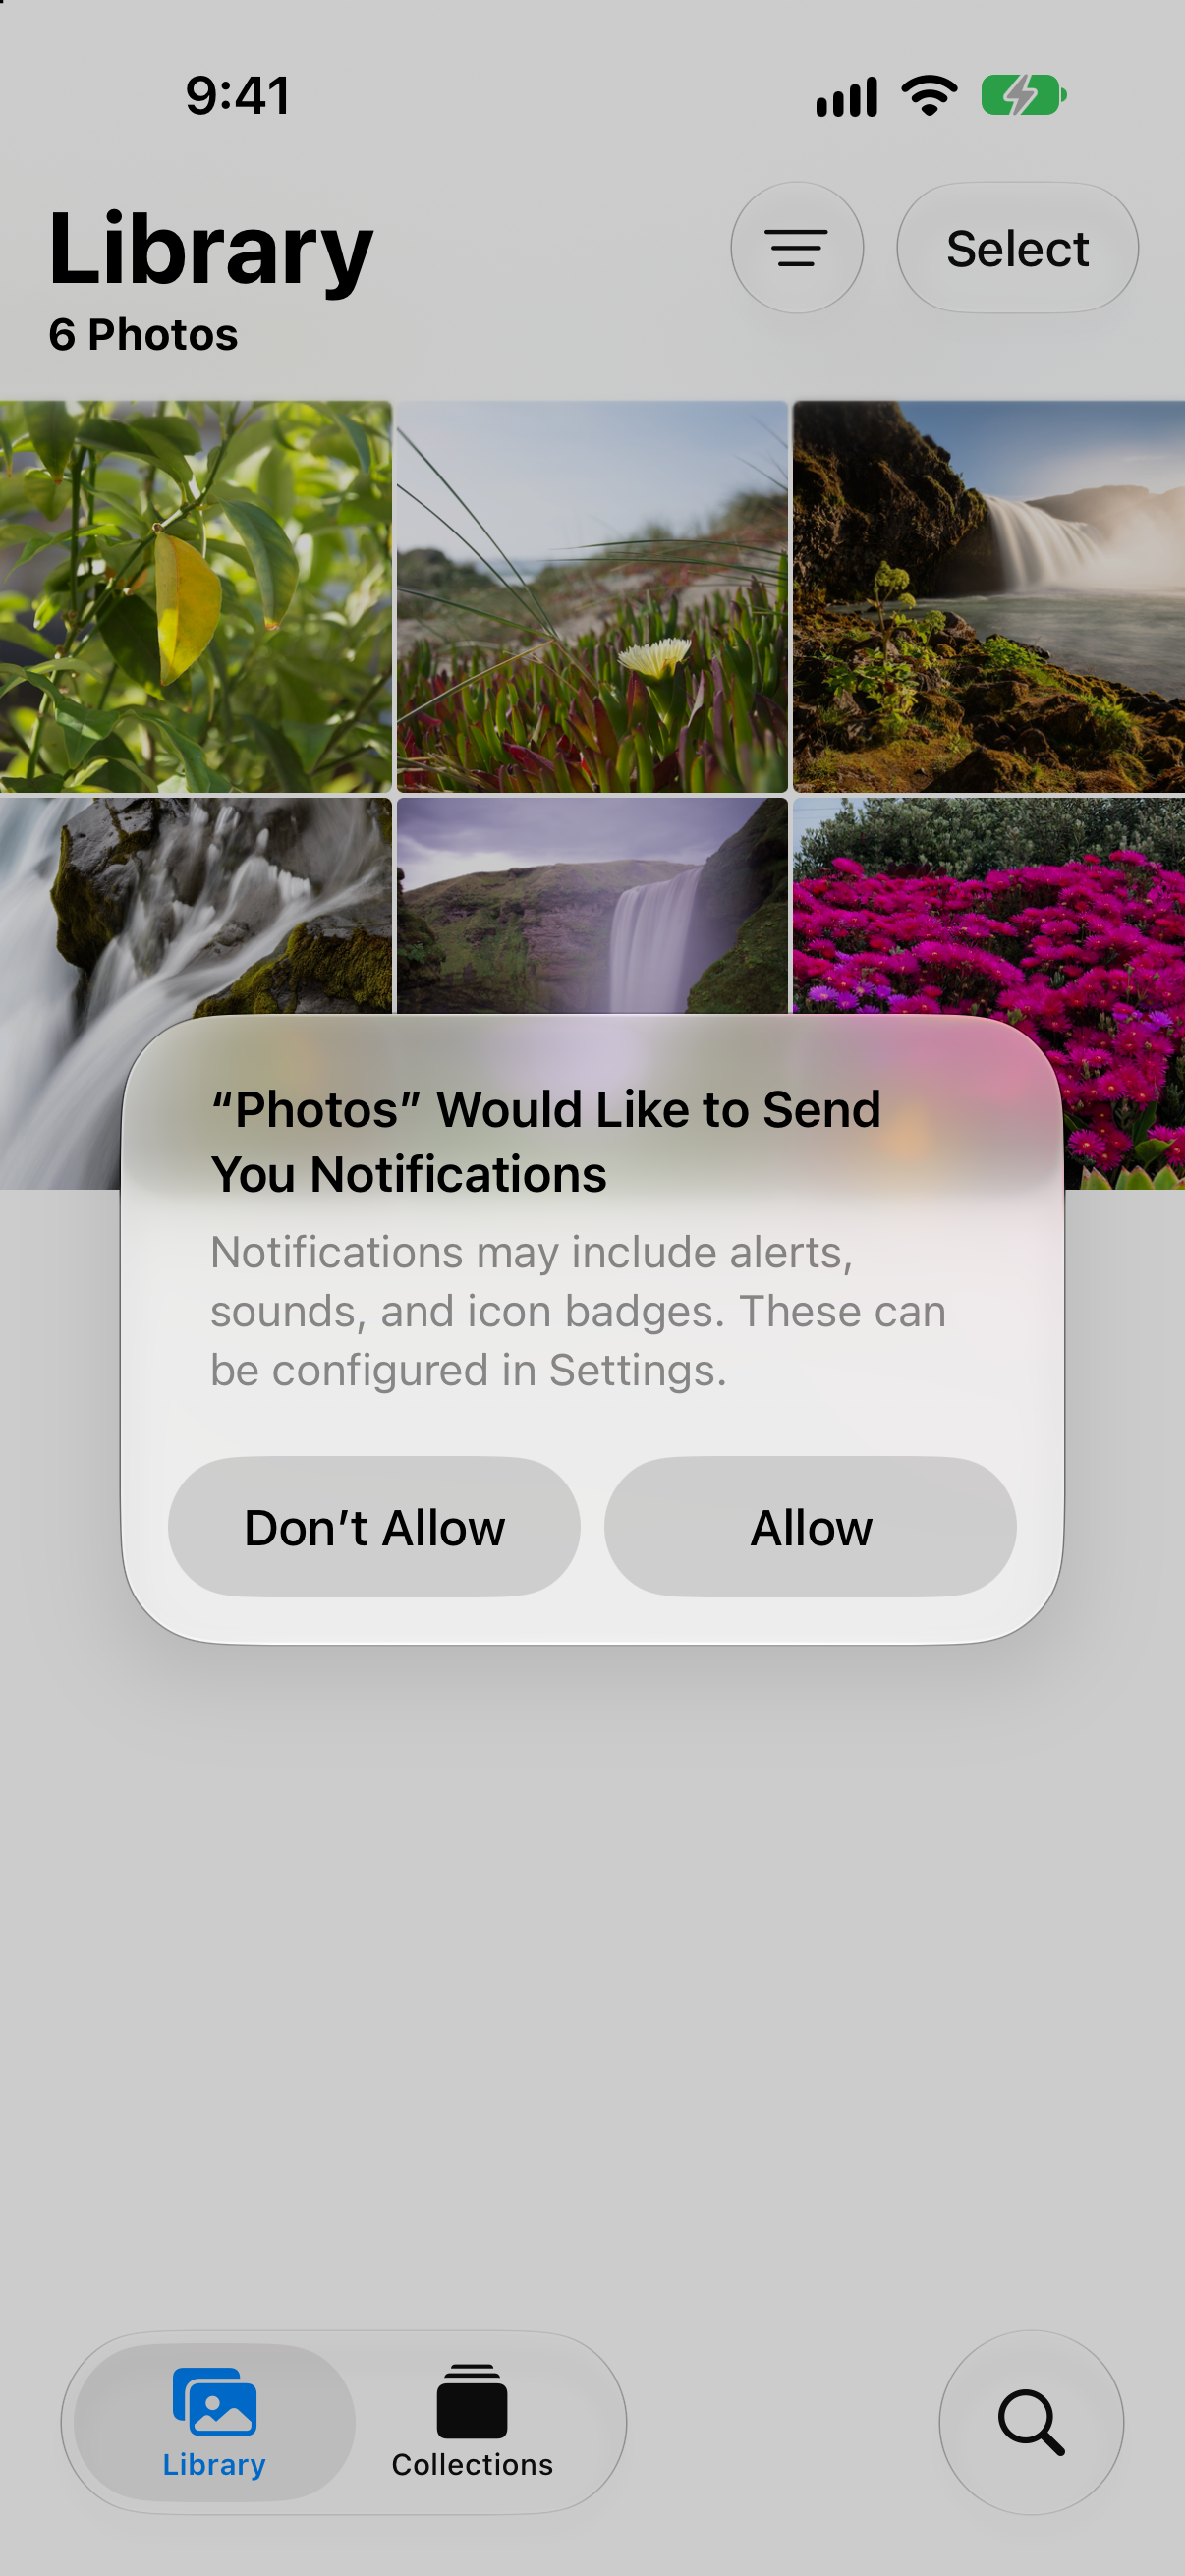 9:41
Library
Select
6 Photos
“Photos” Would Like to Send
You Notifications
Notifications may include alerts,
sounds, and icon badges. These can
be configured in Settings.
Don’t Allow
Allow
Library
Collections